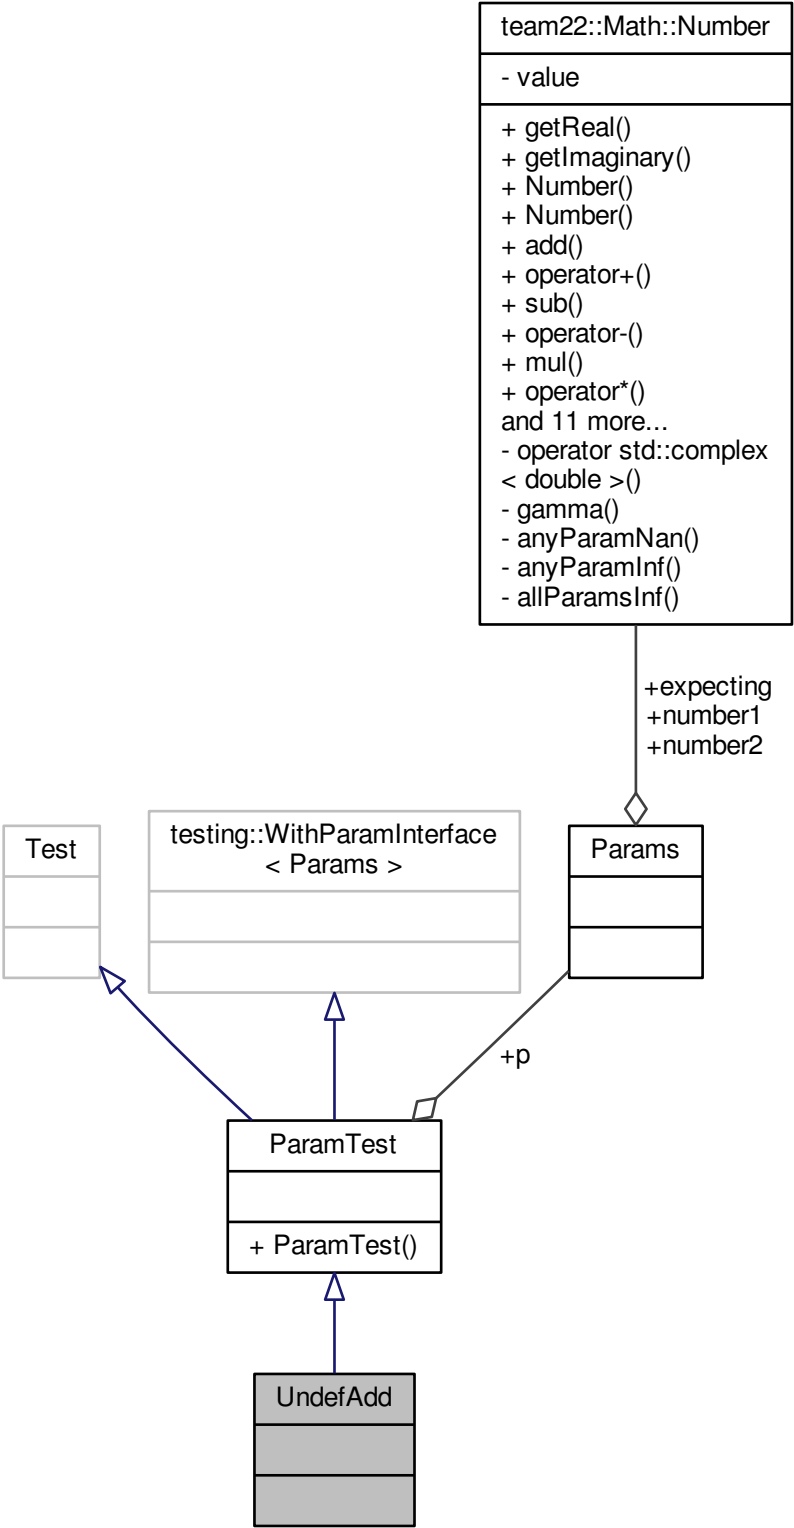 team22::Math::Number
- value
+ getReal()
+ getImaginary()
+ Number()
+ Number()
+ add()
+ operator+()
+ sub()
+ operator-()
+ mul()
+ operator*()
and 11 more...
- operator std::complex
< double >()
- gamma()
- anyParamNan()
- anyParamInf()
- allParamsInf()
+expecting
+number1
+number2
Test
testing::WithParamInterface
< Params >
Params
+p
ParamTest
+ ParamTest()
UndefAdd